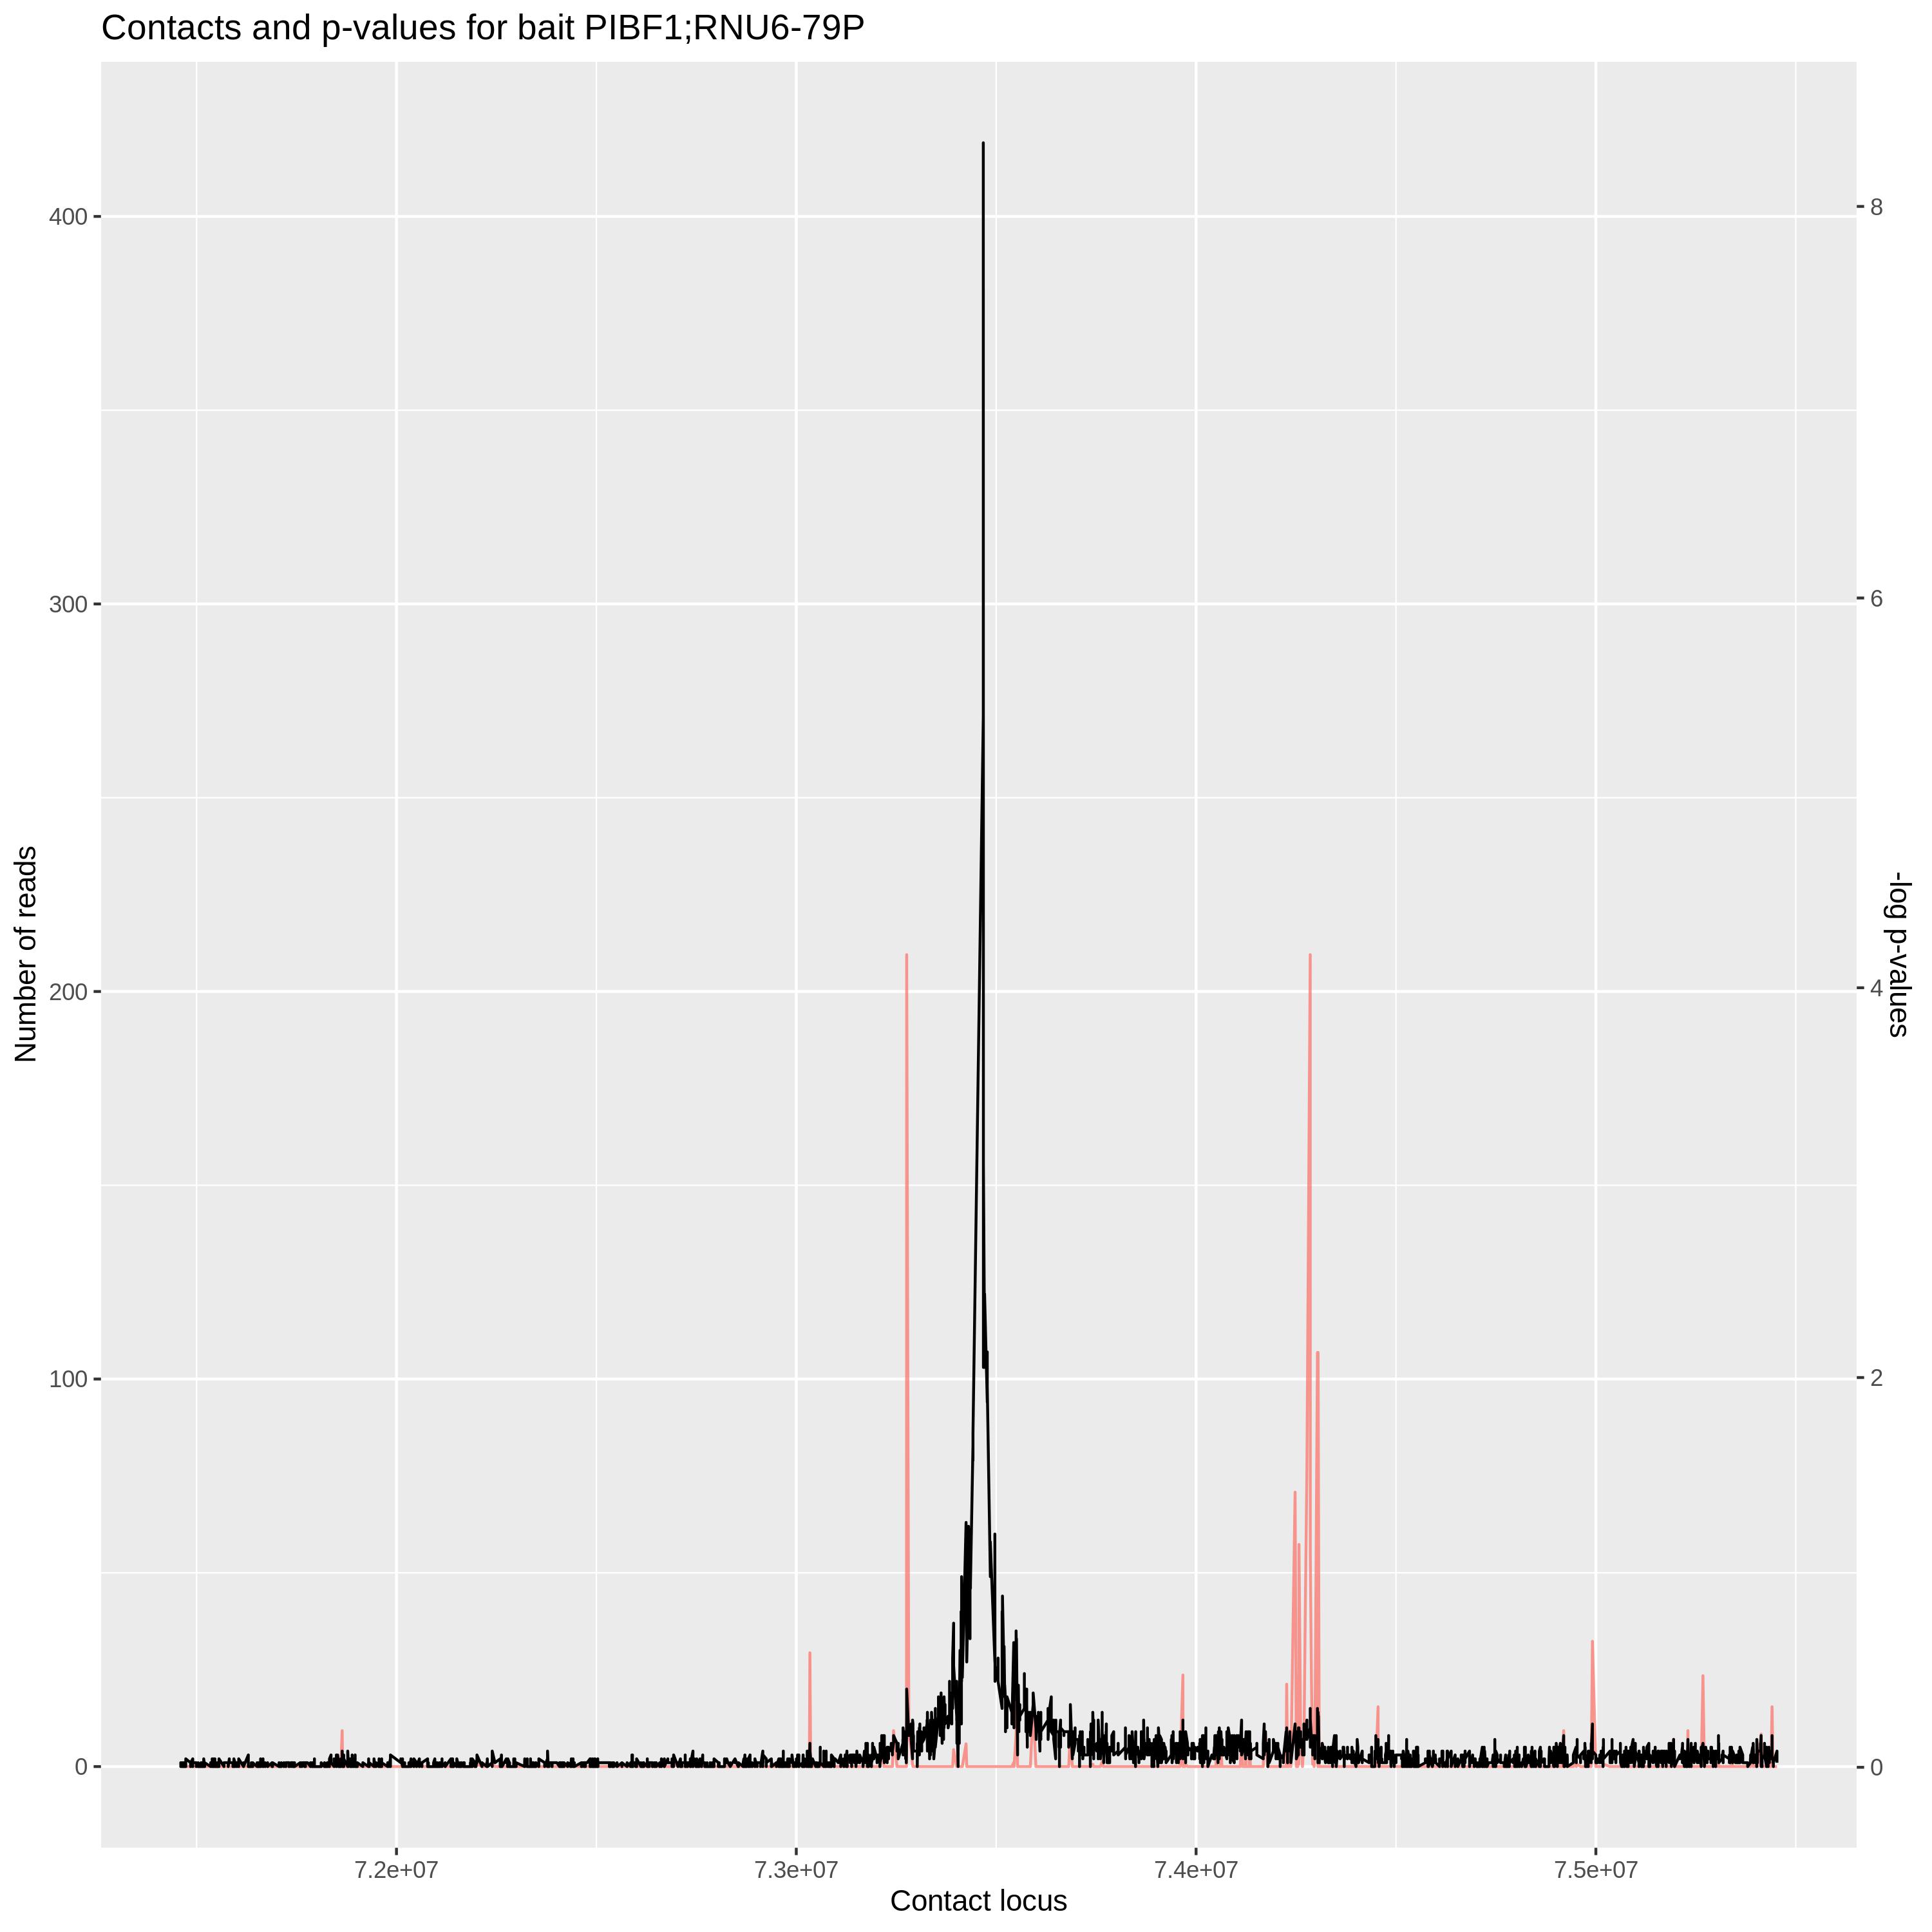 Contacts and p-values for bait PIBF1;RNU6-79P
Number of reads
400
300
200
100
0
8
6
4
2
0
-log p-values
7.2e+07
7.3e+07
7.4e+07
7.5e+07
Contact locus